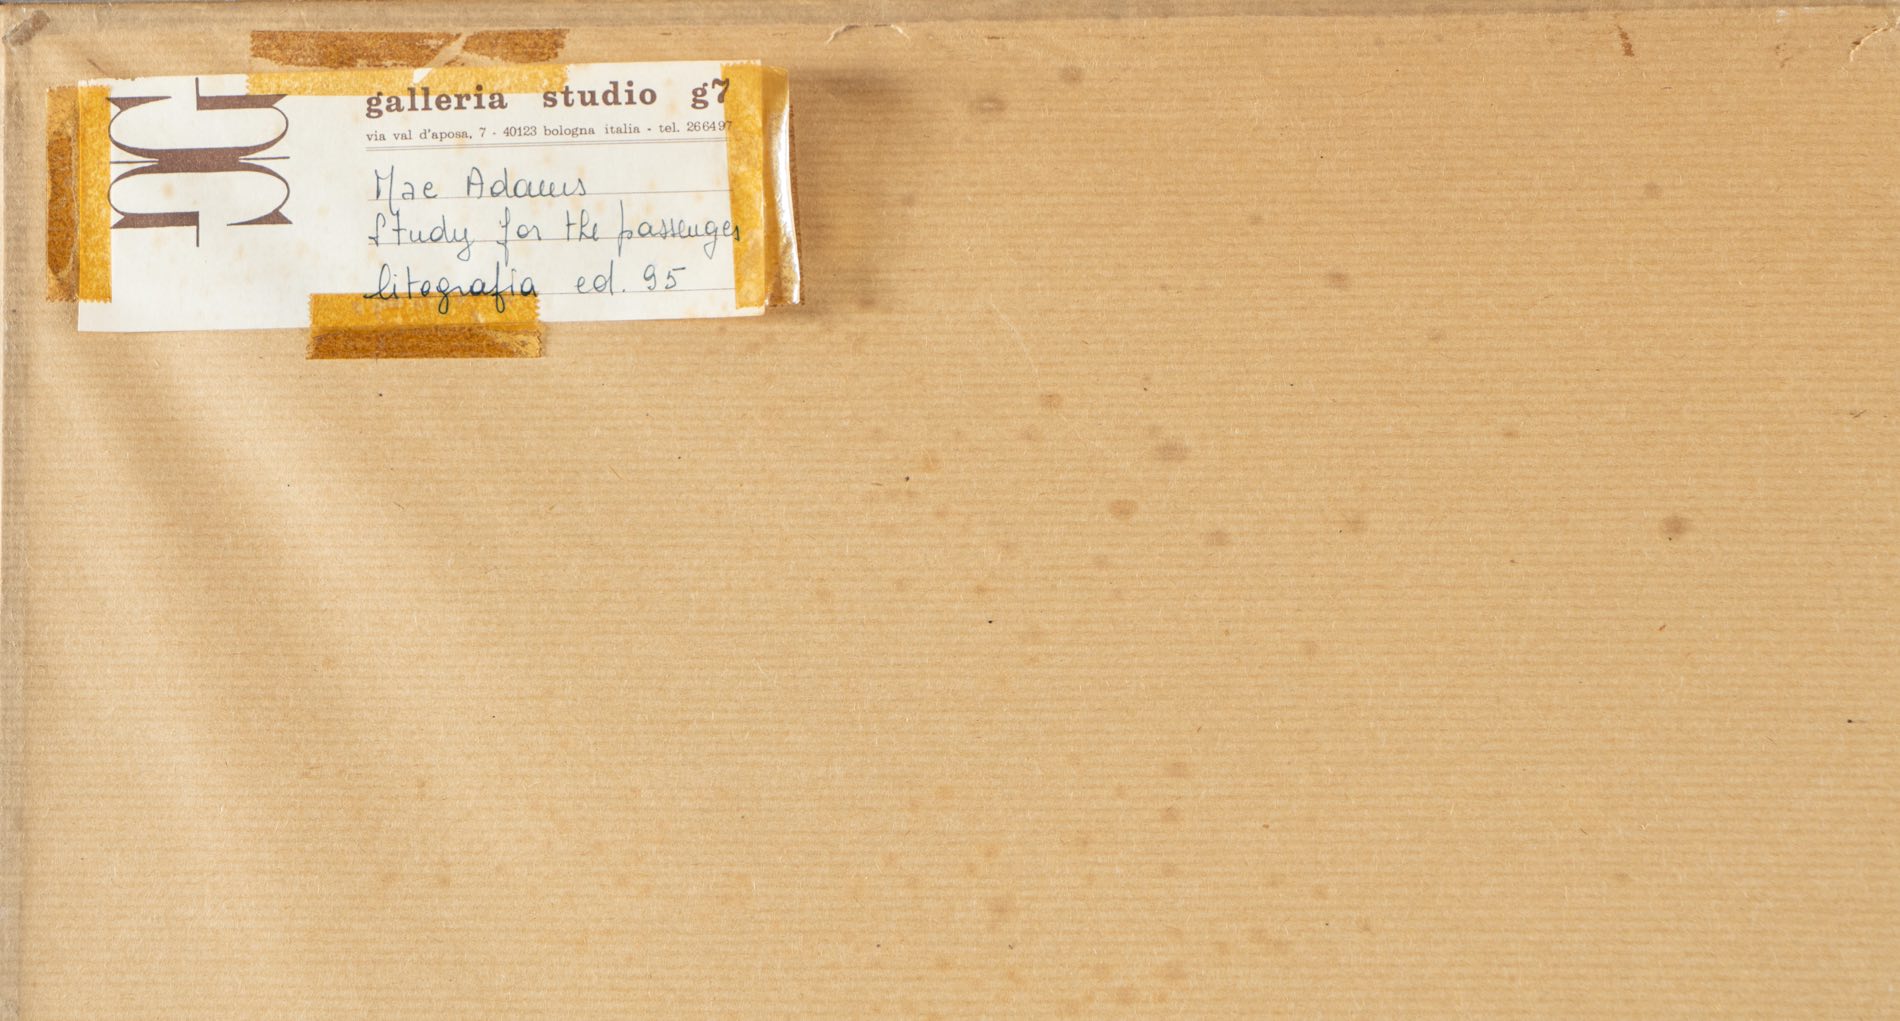 galleria studio g7
via val d'aposa, 7 - 40123 bologna italia - tel. 266497
Mac Adams
Study for the passenger
litografia ed. 95